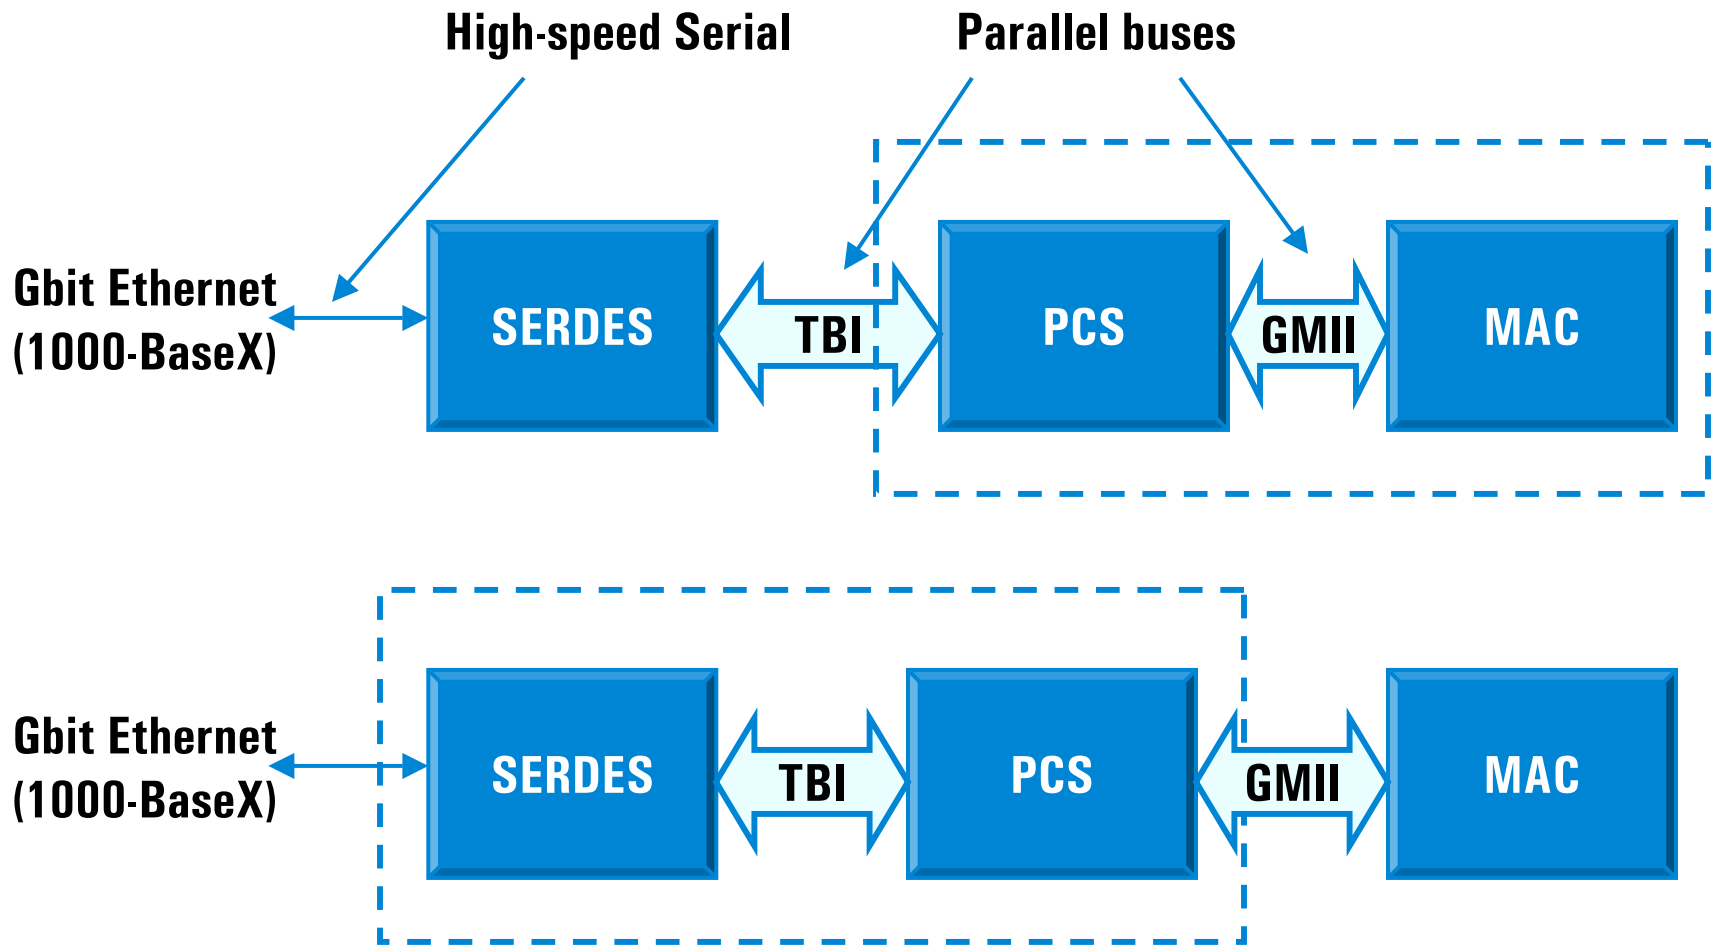 High-speed Serial
Parallel buses
Gbit Ethernet
(1000-BaseX)
SERDES
TBI
PCS
GMII
MAC
Gbit Ethernet
(1000-BaseX)
SERDES
TBI
PCS
GMII
MAC